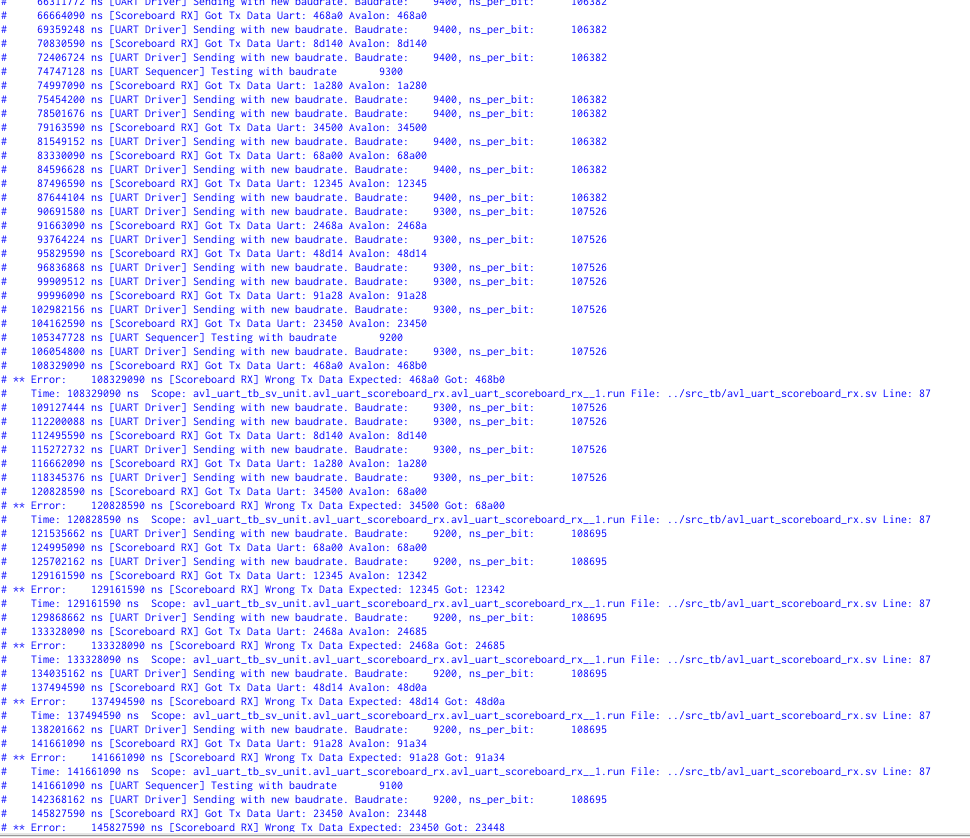 # 66311772 ns [UART Driver] Sending with new baudrate. Baudrate: 9400, ns_per_bit: 106382
# 66664090 ns [Scoreboard RX] Got Tx Data Uart: 468a0 Avalon: 468a0
# 69359248 ns [UART Driver] Sending with new baudrate. Baudrate: 9400, ns_per_bit: 106382
# 70830590 ns [Scoreboard RX] Got Tx Data Uart: 8d140 Avalon: 8d140
# 72406724 ns [UART Driver] Sending with new baudrate. Baudrate: 9400, ns_per_bit: 106382
# 74747128 ns [UART Sequencer] Testing with baudrate 9300
# 74997090 ns [Scoreboard RX] Got Tx Data Uart: 1a280 Avalon: 1a280
# 75454200 ns [UART Driver] Sending with new baudrate. Baudrate: 9400, ns_per_bit: 106382
# 78501676 ns [UART Driver] Sending with new baudrate. Baudrate: 9400, ns_per_bit: 106382
# 79163590 ns [Scoreboard RX] Got Tx Data Uart: 34500 Avalon: 34500
# 81549152 ns [UART Driver] Sending with new baudrate. Baudrate: 9400, ns_per_bit: 106382
# 83330090 ns [Scoreboard RX] Got Tx Data Uart: 68a00 Avalon: 68a00
# 84596628 ns [UART Driver] Sending with new baudrate. Baudrate: 9400, ns_per_bit: 106382
# 87496590 ns [Scoreboard RX] Got Tx Data Uart: 12345 Avalon: 12345
# 87644104 ns [UART Driver] Sending with new baudrate. Baudrate: 9400, ns_per_bit: 106382
# 90691580 ns [UART Driver] Sending with new baudrate. Baudrate: 9300, ns_per_bit: 107526
# 91663090 ns [Scoreboard RX] Got Tx Data Uart: 2468a Avalon: 2468a
# 93764224 ns [UART Driver] Sending with new baudrate. Baudrate: 9300, ns_per_bit: 107526
# 95829590 ns [Scoreboard RX] Got Tx Data Uart: 48d14 Avalon: 48d14
# 96836868 ns [UART Driver] Sending with new baudrate. Baudrate: 9300, ns_per_bit: 107526
# 99909512 ns [UART Driver] Sending with new baudrate. Baudrate: 9300, ns_per_bit: 107526
# 99996090 ns [Scoreboard RX] Got Tx Data Uart: 91a28 Avalon: 91a28
# 102982156 ns [UART Driver] Sending with new baudrate. Baudrate: 9300, ns_per_bit: 107526
# 104162590 ns [Scoreboard RX] Got Tx Data Uart: 23450 Avalon: 23450
# 105347728 ns [UART Sequencer] Testing with baudrate 9200
# 106054800 ns [UART Driver] Sending with new baudrate. Baudrate: 9300, ns_per_bit: 107526
# 108329090 ns [Scoreboard RX] Got Tx Data Uart: 468a0 Avalon: 468b0
# ** Error: 108329090 ns [Scoreboard RX] Wrong Tx Data Expected: 468a0 Got: 468b0
# Time: 108329090 ns Scope: avl_uart_tb_sv_unit.avl_uart_scoreboard_rx.avl_uart_scoreboard_rx__1.run File: ../src_tb/avl_uart_scoreboard_rx.sv Line: 87
# 109127444 ns [UART Driver] Sending with new baudrate. Baudrate: 9300, ns_per_bit: 107526
# 112200088 ns [UART Driver] Sending with new baudrate. Baudrate: 9300, ns_per_bit: 107526
# 112495590 ns [Scoreboard RX] Got Tx Data Uart: 8d140 Avalon: 8d140
# 115272732 ns [UART Driver] Sending with new baudrate. Baudrate: 9300, ns_per_bit: 107526
# 116662090 ns [Scoreboard RX] Got Tx Data Uart: 1a280 Avalon: 1a280
# 118345376 ns [UART Driver] Sending with new baudrate. Baudrate: 9300, ns_per_bit: 107526
# 120828590 ns [Scoreboard RX] Got Tx Data Uart: 34500 Avalon: 68a00
# ** Error: 120828590 ns [Scoreboard RX] Wrong Tx Data Expected: 34500 Got: 68a00
# Time: 120828590 ns Scope: avl_uart_tb_sv_unit.avl_uart_scoreboard_rx.avl_uart_scoreboard_rx__1.run File: ../src_tb/avl_uart_scoreboard_rx.sv Line: 87
# 121535662 ns [UART Driver] Sending with new baudrate. Baudrate: 9200, ns_per_bit: 108695
# 124995090 ns [Scoreboard RX] Got Tx Data Uart: 68a00 Avalon: 68a00
# 125702162 ns [UART Driver] Sending with new baudrate. Baudrate: 9200, ns_per_bit: 108695
# 129161590 ns [Scoreboard RX] Got Tx Data Uart: 12345 Avalon: 12342
# ** Error: 129161590 ns [Scoreboard RX] Wrong Tx Data Expected: 12345 Got: 12342
# Time: 129161590 ns Scope: avl_uart_tb_sv_unit.avl_uart_scoreboard_rx.avl_uart_scoreboard_rx__1.run File: ../src_tb/avl_uart_scoreboard_rx.sv Line: 87
# 129868662 ns [UART Driver] Sending with new baudrate. Baudrate: 9200, ns_per_bit: 108695
# 133328090 ns [Scoreboard RX] Got Tx Data Uart: 2468a Avalon: 24685
# ** Error: 133328090 ns [Scoreboard RX] Wrong Tx Data Expected: 2468a Got: 24685
# Time: 133328090 ns Scope: avl_uart_tb_sv_unit.avl_uart_scoreboard_rx.avl_uart_scoreboard_rx__1.run File: ../src_tb/avl_uart_scoreboard_rx.sv Line: 87
# 134035162 ns [UART Driver] Sending with new baudrate. Baudrate: 9200, ns_per_bit: 108695
# 137494590 ns [Scoreboard RX] Got Tx Data Uart: 48d14 Avalon: 48d0a
# ** Error: 137494590 ns [Scoreboard RX] Wrong Tx Data Expected: 48d14 Got: 48d0a
# Time: 137494590 ns Scope: avl_uart_tb_sv_unit.avl_uart_scoreboard_rx.avl_uart_scoreboard_rx__1.run File: ../src_tb/avl_uart_scoreboard_rx.sv Line: 87
# 138201662 ns [UART Driver] Sending with new baudrate. Baudrate: 9200, ns_per_bit: 108695
# 141661090 ns [Scoreboard RX] Got Tx Data Uart: 91a28 Avalon: 91a34
# ** Error: 141661090 ns [Scoreboard RX] Wrong Tx Data Expected: 91a28 Got: 91a34
# Time: 141661090 ns Scope: avl_uart_tb_sv_unit.avl_uart_scoreboard_rx.avl_uart_scoreboard_rx__1.run File: ../src_tb/avl_uart_scoreboard_rx.sv Line: 87
# 141661090 ns [UART Sequencer] Testing with baudrate 9100
# 142368162 ns [UART Driver] Sending with new baudrate. Baudrate: 9200, ns_per_bit: 108695
# 145827590 ns [Scoreboard RX] Got Tx Data Uart: 23450 Avalon: 23448
# ** Error: 145827590 ns [Scoreboard RX] Wrong Tx Data Expected: 23450 Got: 23448